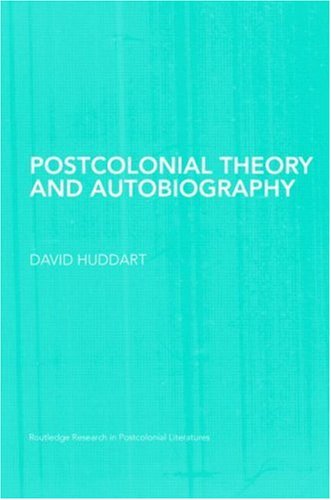 POSTCOLONIAL THEORY
AND AUTOBIOGRAPHY
DAVID HUDDART
Routledge Research in Postcolonial Literatures